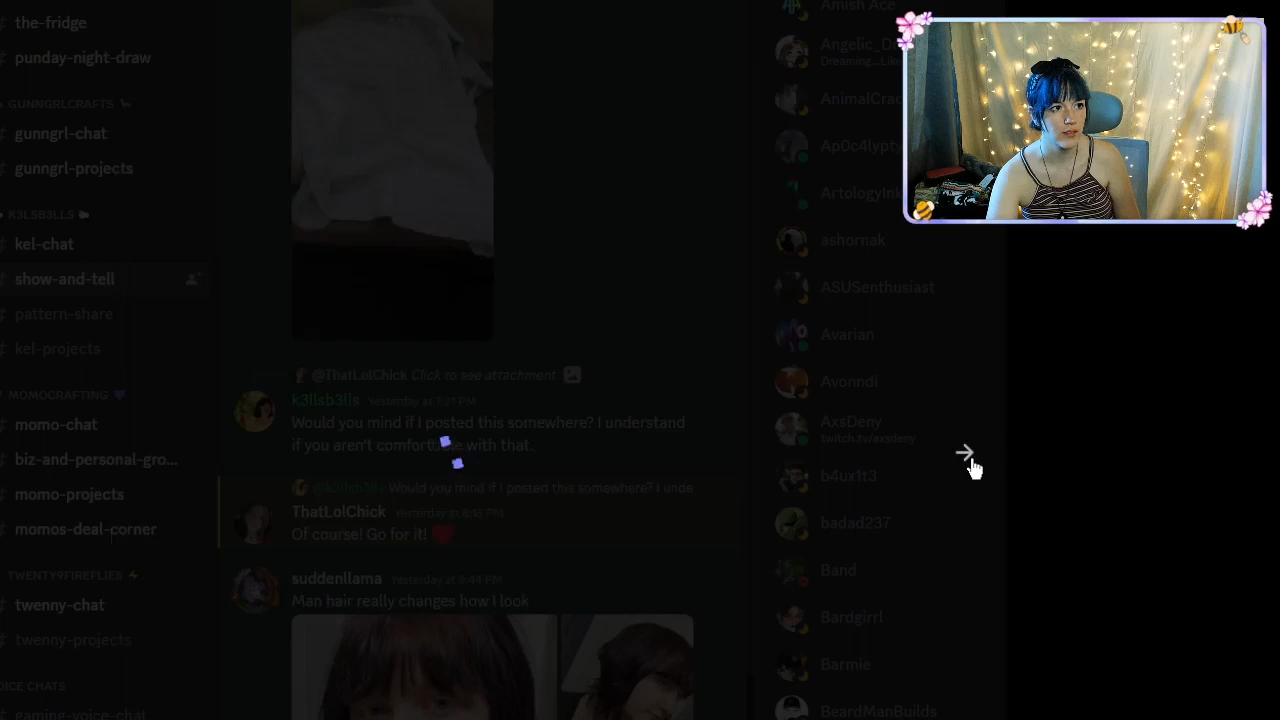 the-fridge
punday-night-draw
GUNNGRLCRAFTS
gunngrl-chat
gunngrl-projects
K3LSB3LLS
kel-chat
show-and-tell
pattern-share
kel-projects
MOMOCRAFTING
momo-chat
biz-and-personal-gro...
momo-projects
momos-deal-corner
TWENTY9FIREFLIES
twenny-chat
twenny-projects
OICE CHATS
gaming-voice-chat
@ThatLolChick Click to see attachment
k3llsb3lls Yesterday at 7:21 PM
Would you mind if I posted this somewhere? I understand
if you aren't comfortable with that.
Would you mind if I posted this somewhere? I unde
ThatLolChick Yesterday at 8:18 PM
Of course! Go for it!
suddenllama Yesterday at 9:44 PM
Man hair really changes how I look
Amish Ace
Angelic_D
Dreaming...Like
AnimalCrac
Ap0c4lypt
ArtologyInk
ashornak
ASUSenthusiast
Avarian
Avonndi
AxsDeny
twitch.tv/axsdeny
b4ux1t3
badad237
Band
Bardgirrl
Barmie
BeardManBuilds